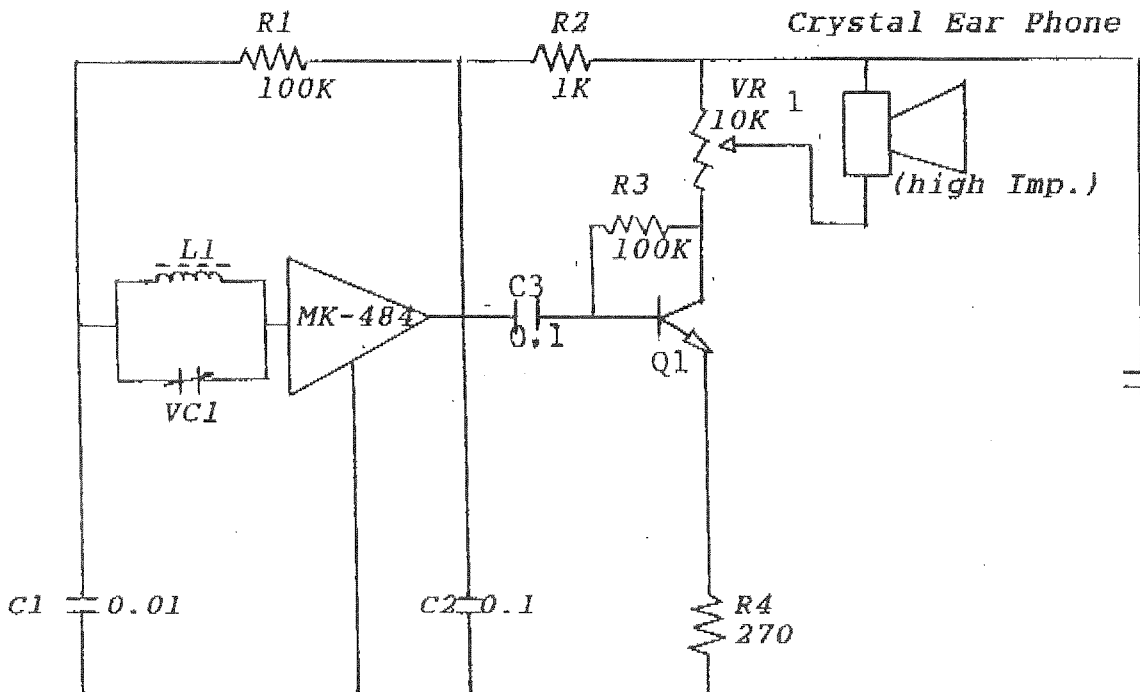 R1
100K
R2
1K
Crystal Ear Phone
VR 1
10K
(high Imp.)
R3
100K
L1
MK-484
C3
0.1
VC1
Q1
C1 0.01
C2 0.1
R4
270